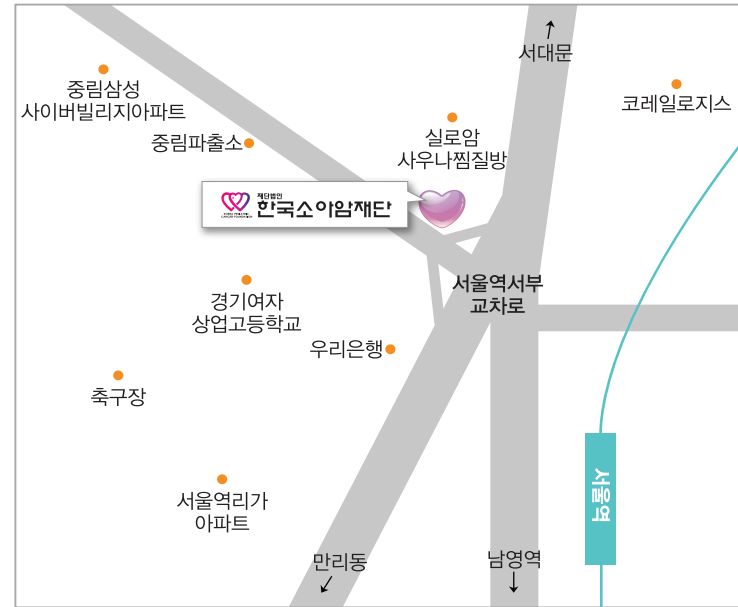 서대문
중림삼성
사이버빌리지아파트
코레일로지스
중림파출소
실로암
사우나찜질방
재단법인
한국소아암재단
서울역서부
교차로
경기여자
상업고등학교
우리은행
축구장
서울역
서울역리가
아파트
만리동
남영역